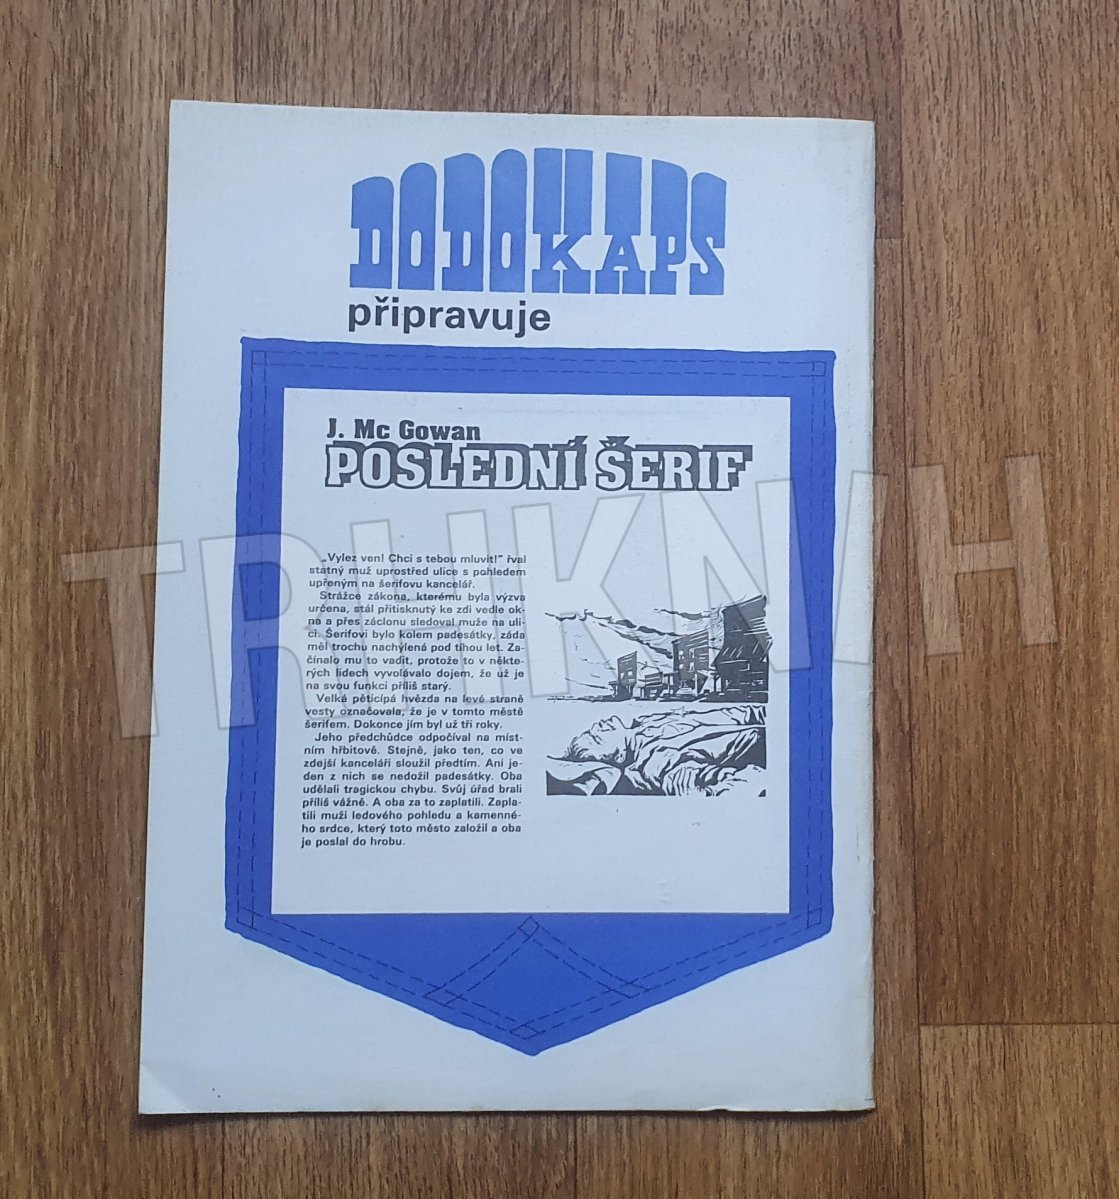 DODOKAPS
připravuje
J. Mc Gowan
POSLEDNÍ ŠERIF
„Vylez ven! Chci s tebou mluvit!" řval
statný muž uprostřed ulice s pohledem
upřeným na šerifovu kancelář.
Strážce zákona, kterému byla výzva
určena, stál přitisknutý ke zdi vedle ok-
na a přes záclonu sledoval muže na uli-
ci. Šerifovi bylo kolem padesátky, záda
měl trochu nachýlená pod tíhou let. Za-
čínalo mu to vadit, protože to v někte-
rých lidech vyvolávalo dojem, že už je
na svou funkci příliš starý.
Velká pěticípá hvězda na levé straně
vesty označovala, že je v tomto městě
šerifem. Dokonce jím byl už tři roky.
Jeho předchůdce odpočíval na míst-
ním hřbitově. Stejně, jako ten, co ve
zdejší kanceláři sloužil předtím. Ani je-
den z nich se nedožil padesátky. Oba
udělali tragickou chybu. Svůj úřad brali
příliš vážně. A oba za to zaplatili. Zapla-
tili muži ledového pohledu a kamenné-
ho srdce, který toto město založil a oba
je poslal do hrobu.
TRHKNIH